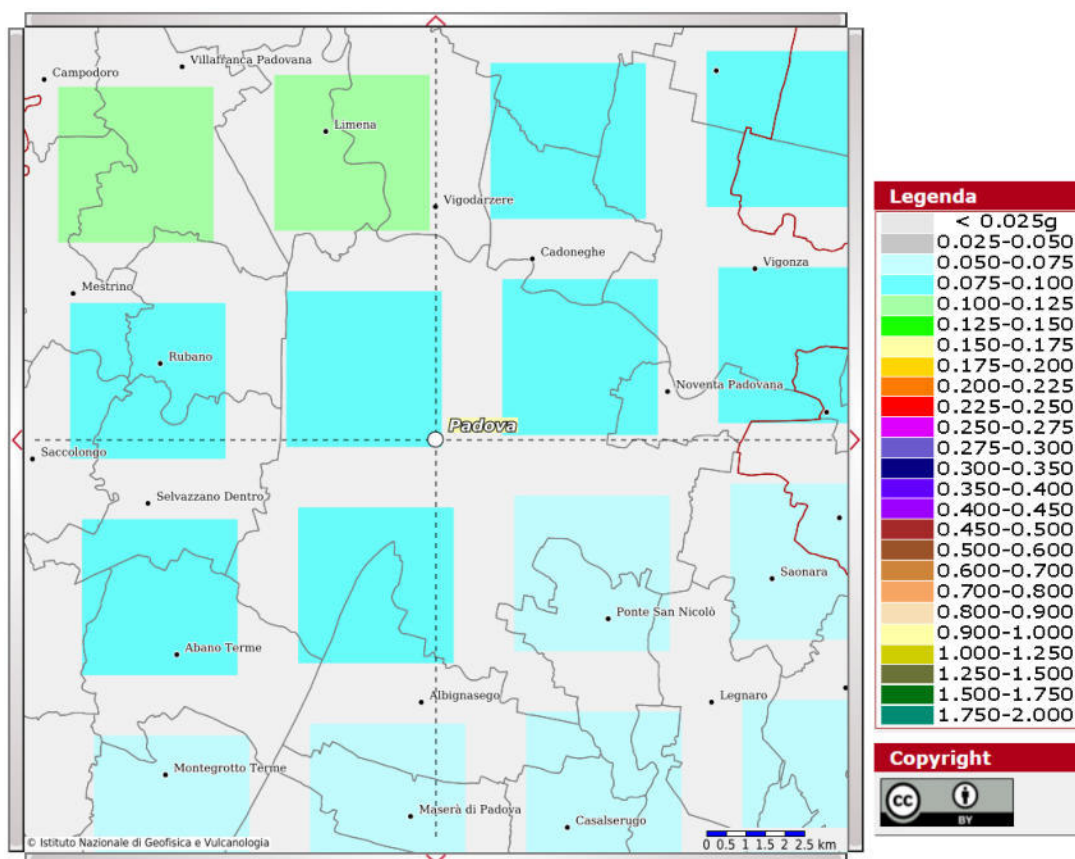 Villafranca Padovana
Campodoro
Limena
Vigodarzere
Cadoneghe
Vigonza
Mestrino
Rubano
Noventa Padovana
Padova
Saccolongo
Selvazzano Dentro
Saonara
Ponte San Nicolò
Abano Terme
Albignasego
Legnaro
Montegrotto Terme
Maserà di Padova
Casalserugo
© Istituto Nazionale di Geofisica e Vulcanologia
0 0.5 1 1.5 2 2.5 km
Legenda
< 0.025g
0.025-0.050
0.050-0.075
0.075-0.100
0.100-0.125
0.125-0.150
0.150-0.175
0.175-0.200
0.200-0.225
0.225-0.250
0.250-0.275
0.275-0.300
0.300-0.350
0.350-0.400
0.400-0.450
0.450-0.500
0.500-0.600
0.600-0.700
0.700-0.800
0.800-0.900
0.900-1.000
1.000-1.250
1.250-1.500
1.500-1.750
1.750-2.000
Copyright
cc
BY